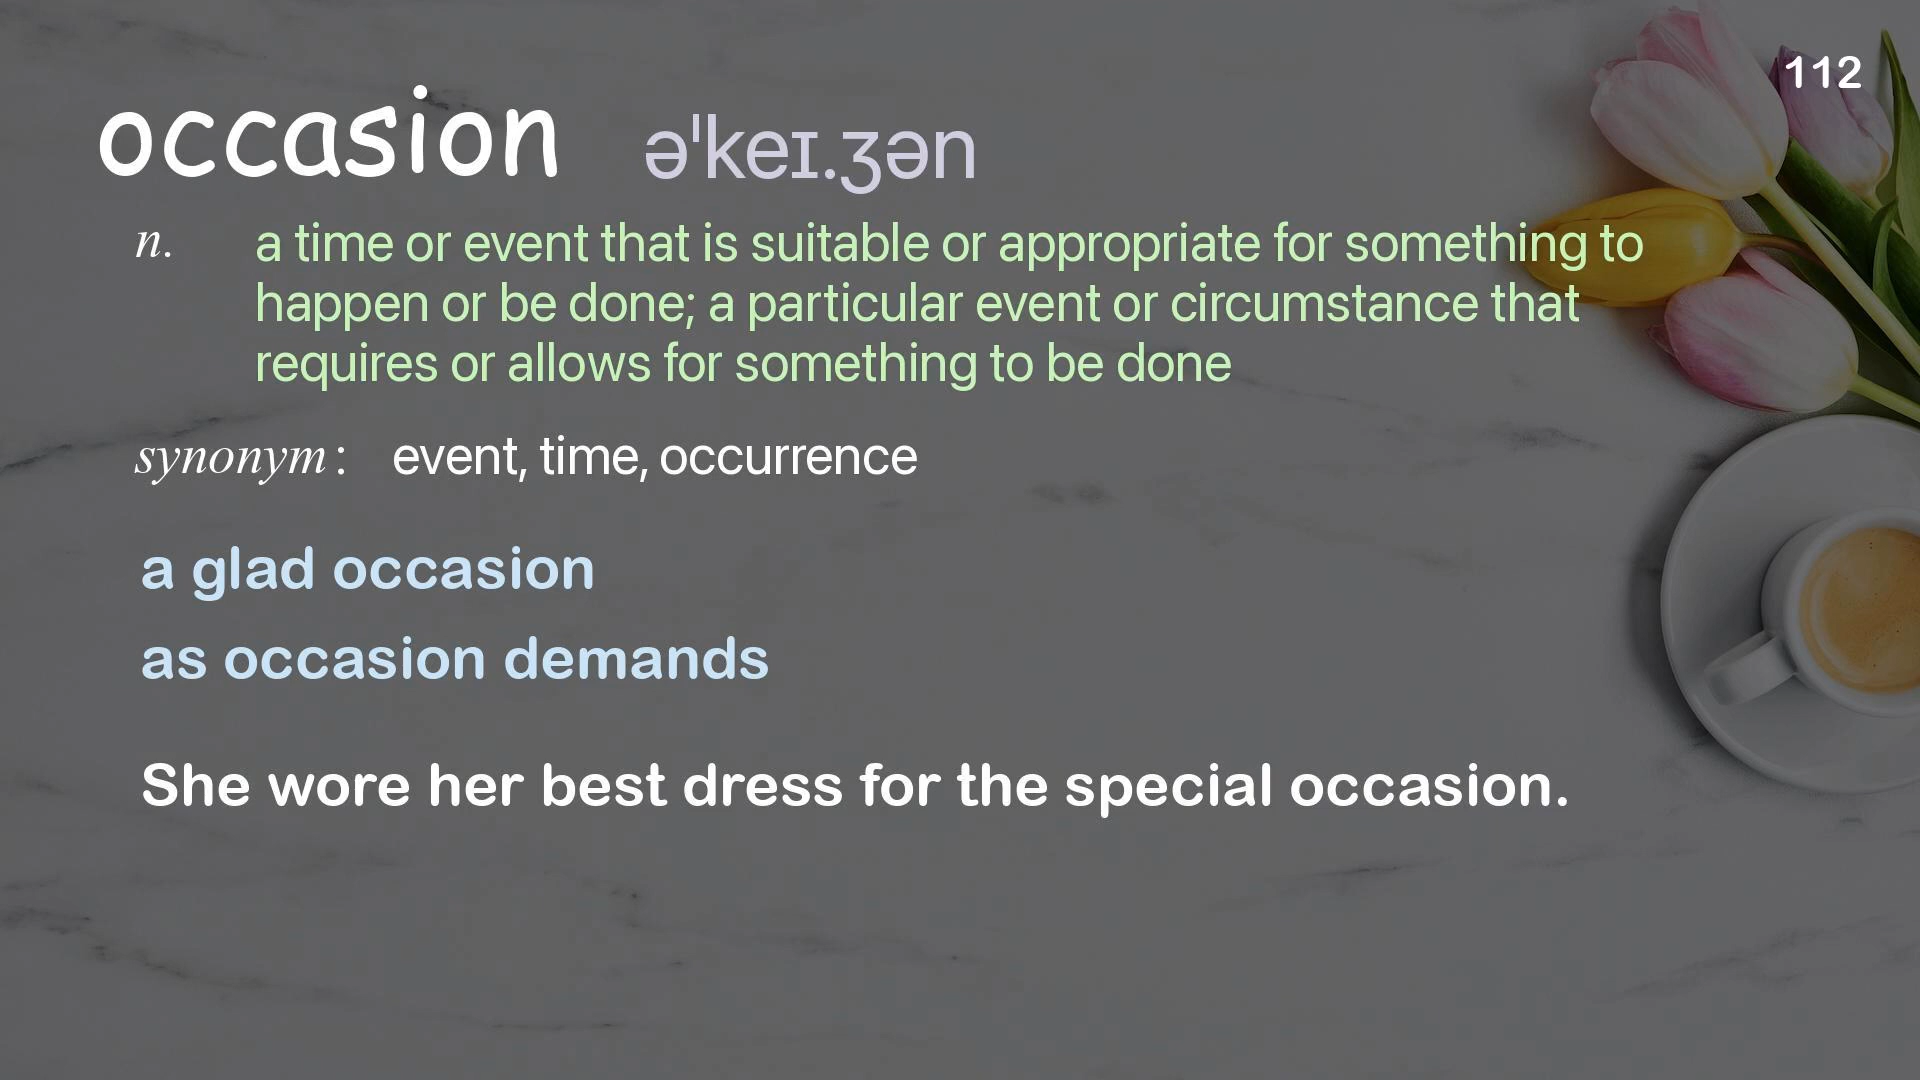 112
occasion əˈkeɪ.ʒən
n. a time or event that is suitable or appropriate for something to
happen or be done; a particular event or circumstance that
requires or allows for something to be done
synonym: event, time, occurrence
a glad occasion
as occasion demands
She wore her best dress for the special occasion.